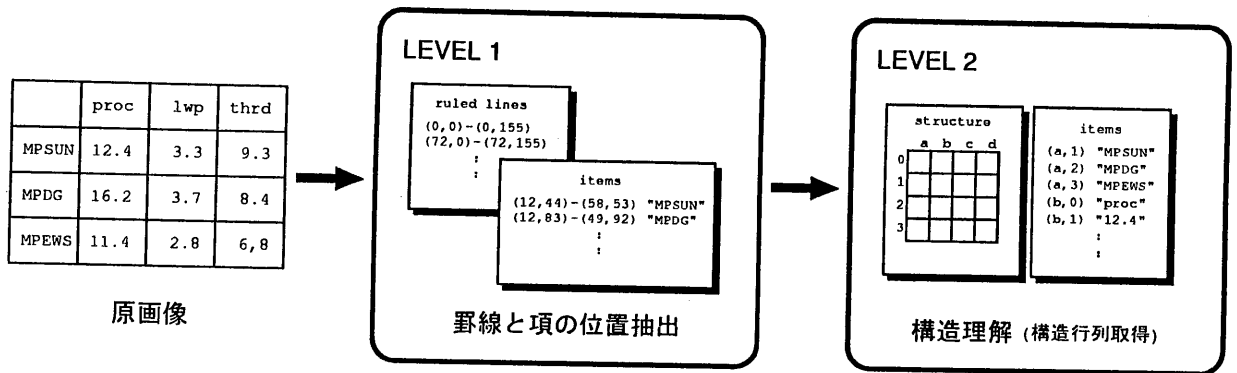 proc lwp thrd
MPSUN 12.4 3.3 9.3
MPDG 16.2 3.7 8.4
MPEWS 11.4 2.8 6,8
原画像
LEVEL 1
ruled lines
(0,0)-(0,155)
(72,0)-(72,155)
:
:
items
(12,44)-(58,53) "MPSUN"
(12,83)-(49,92) "MPDG"
:
:
罫線と項の位置抽出
LEVEL 2
structure
a b c d
0
1
2
3
items
(a,1) "MPSUN"
(a,2) "MPDG"
(a,3) "MPEWS"
(b,0) "proc"
(b,1) "12.4"
:
:
構造理解 (構造行列取得)